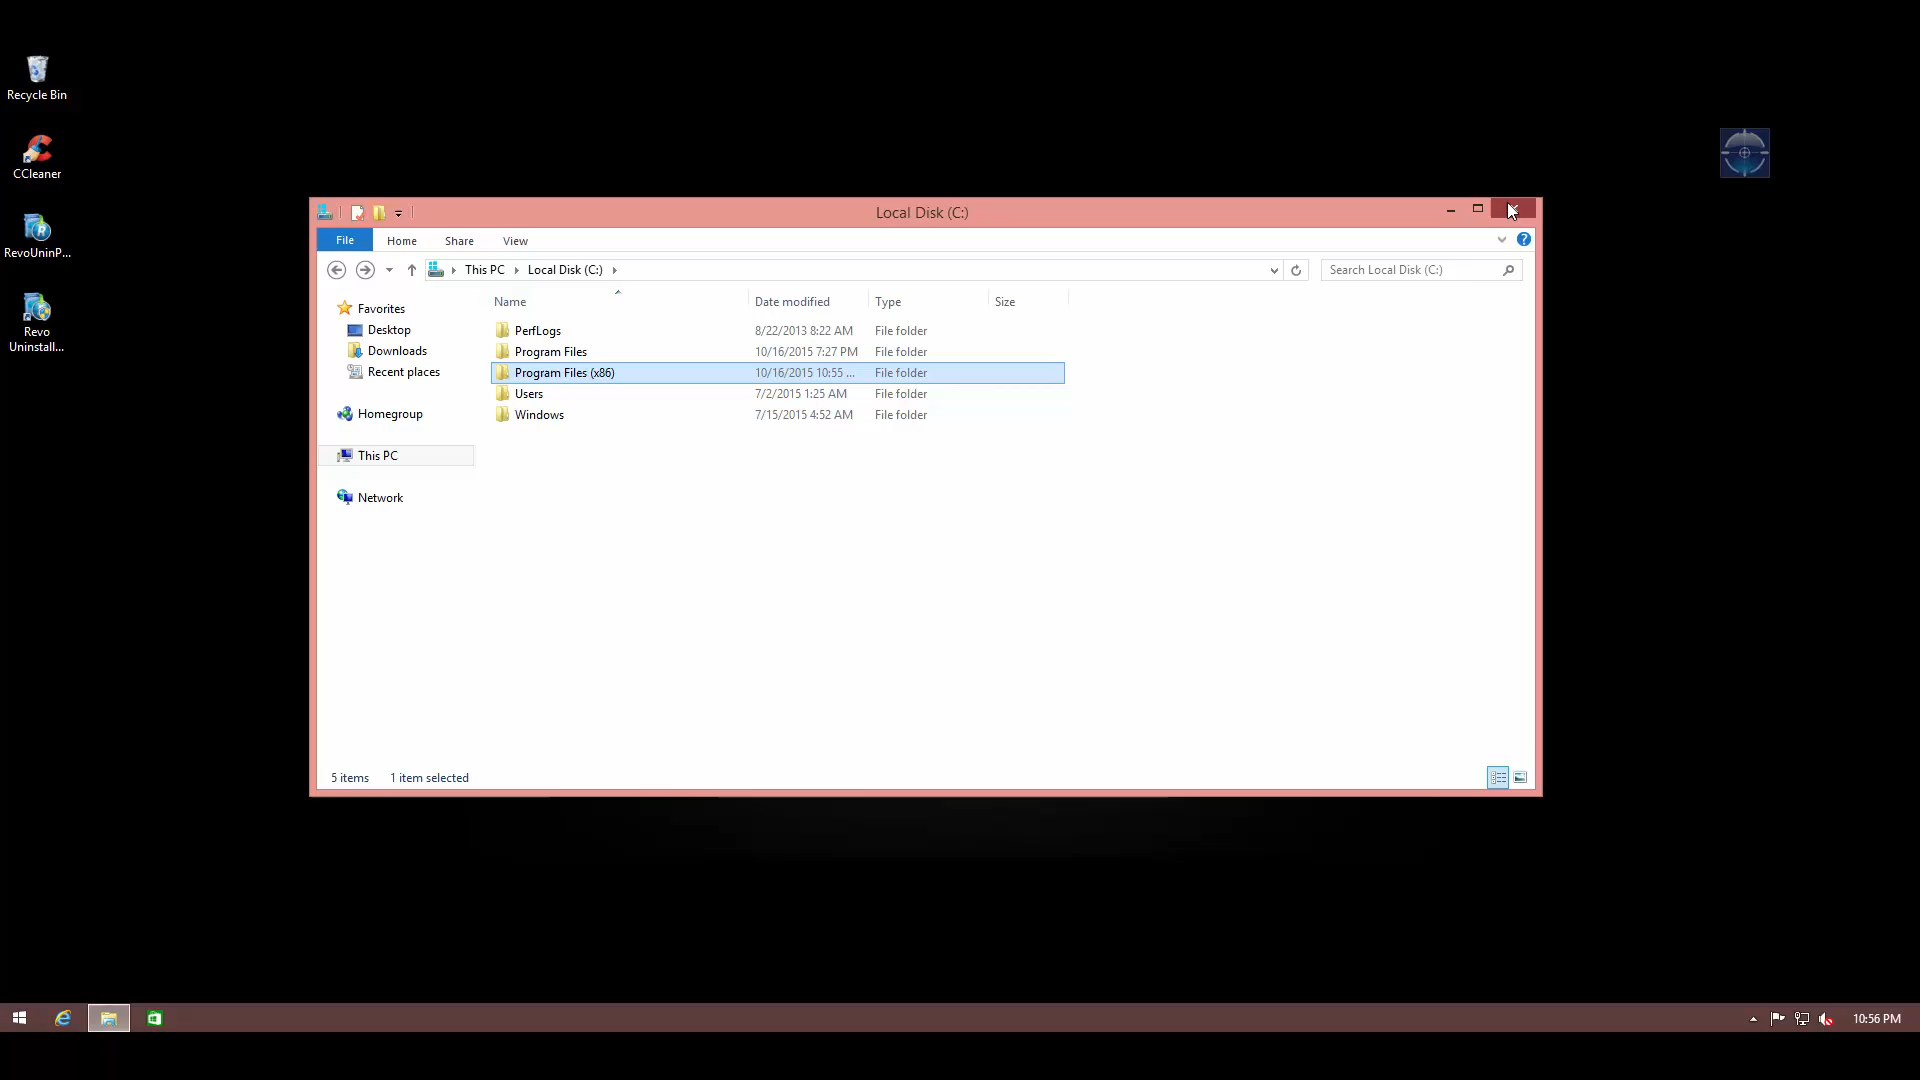 Recycle Bin
CCleaner
RevoUninP...
Revo
Uninstall...
Local Disk (C:)
File Home Share View
This PC Local Disk (C:)
Search Local Disk (C:)
Name Date modified Type Size
Favorites
Desktop
Downloads
Recent places
Homegroup
This PC
Network
PerfLogs 8/22/2013 8:22 AM File folder
Program Files 10/16/2015 7:27 PM File folder
Program Files (x86) 10/16/2015 10:55 ... File folder
Users 7/2/2015 1:25 AM File folder
Windows 7/15/2015 4:52 AM File folder
5 items 1 item selected
10:56 PM